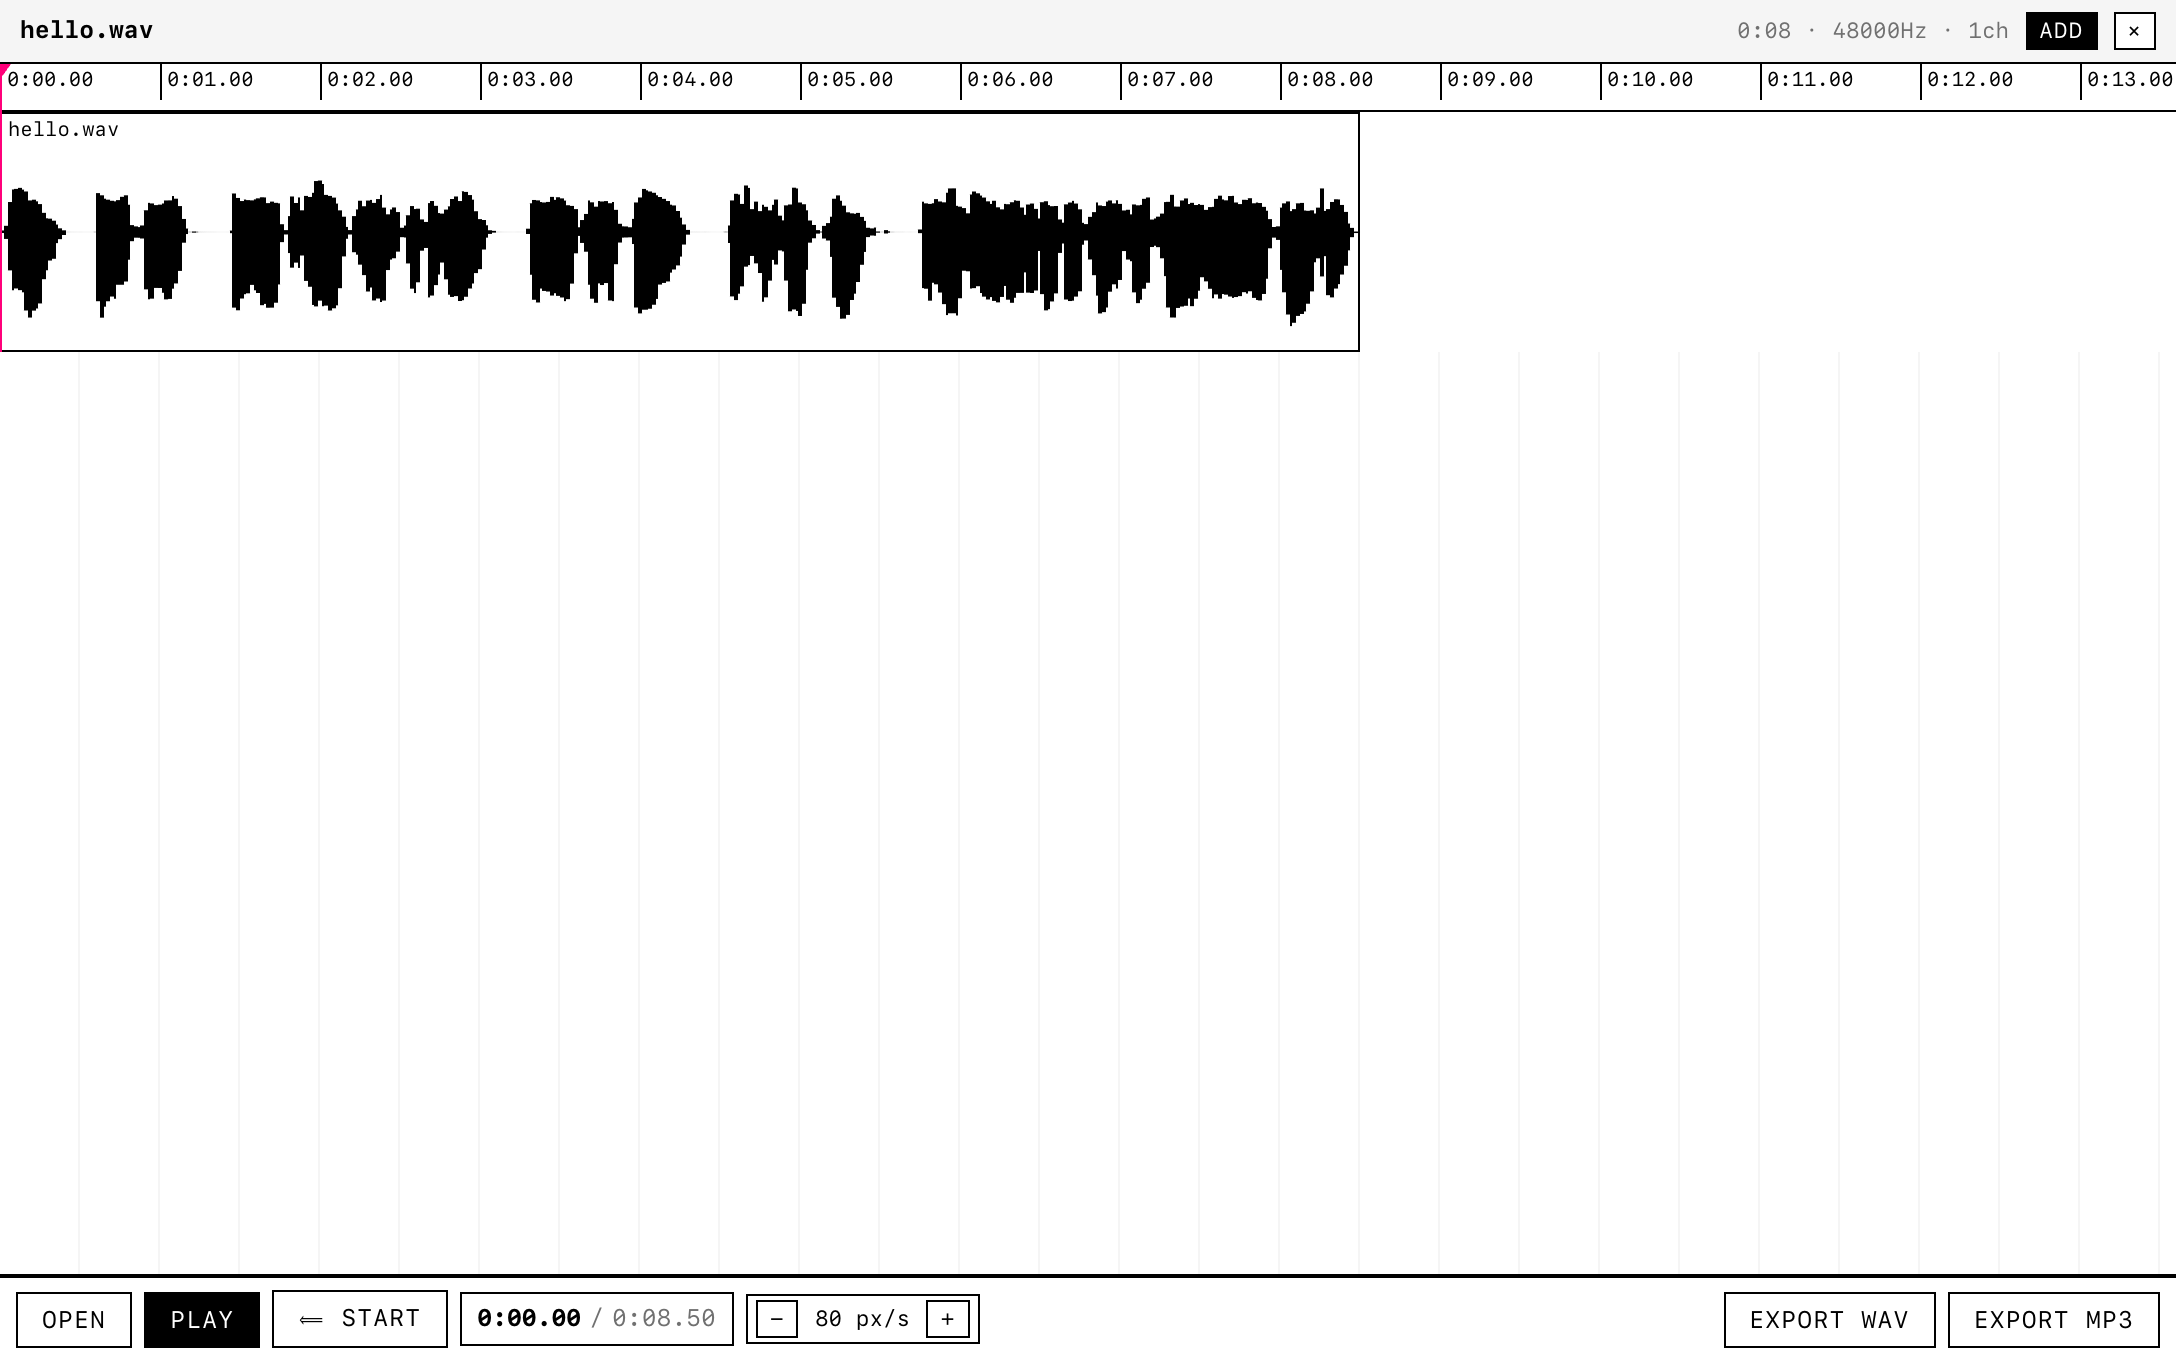 hello.wav 0:08 · 48000Hz · 1ch ADD ×
0:00.00 0:01.00 0:02.00 0:03.00 0:04.00 0:05.00 0:06.00 0:07.00 0:08.00 0:09.00 0:10.00 0:11.00 0:12.00 0:13.00
hello.wav
OPEN PLAY ⟸ START 0:00.00 / 0:08.50 − 80 px/s + EXPORT WAV EXPORT MP3